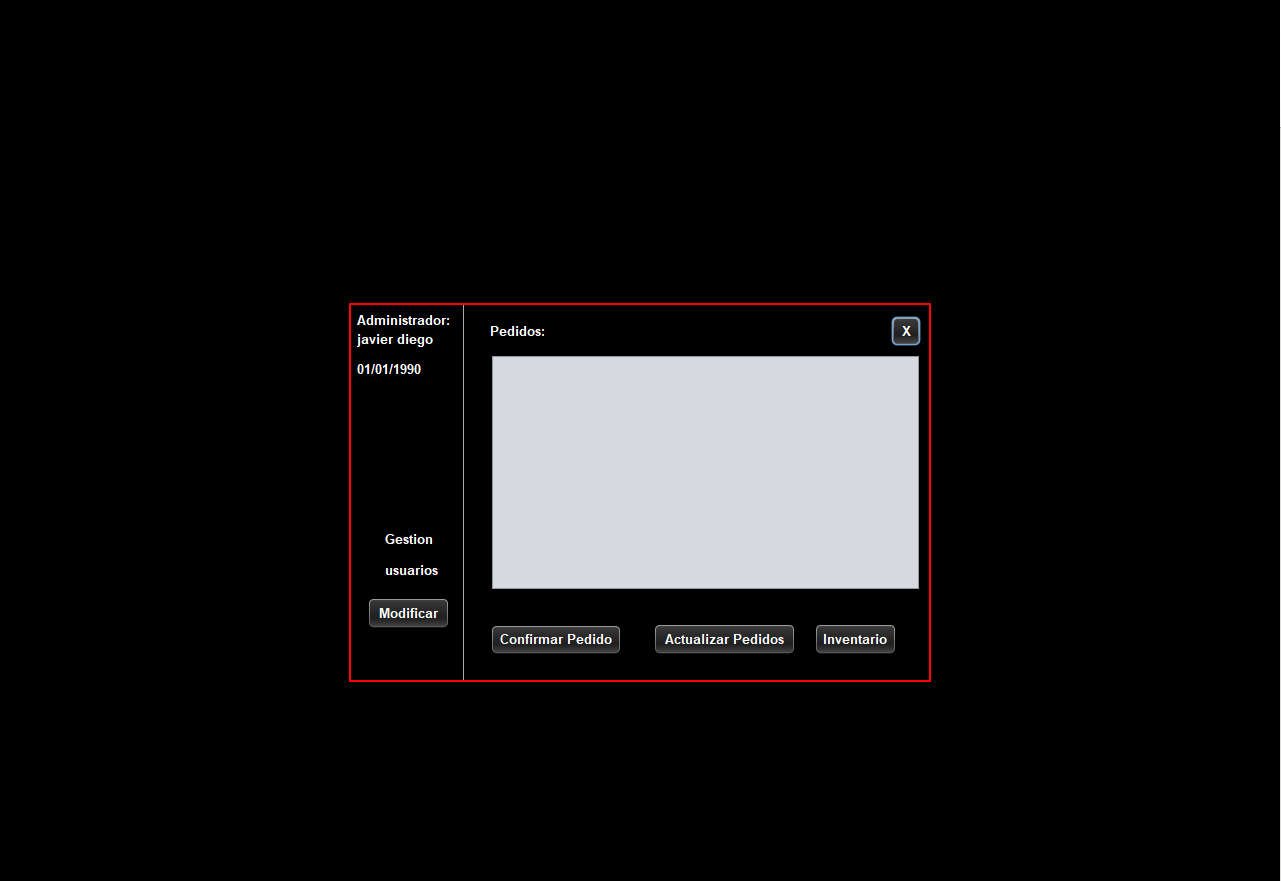 Administrador:
javier diego
01/01/1990
Gestion
usuarios
Modificar
Pedidos:
X
Confirmar Pedido
Actualizar Pedidos
Inventario